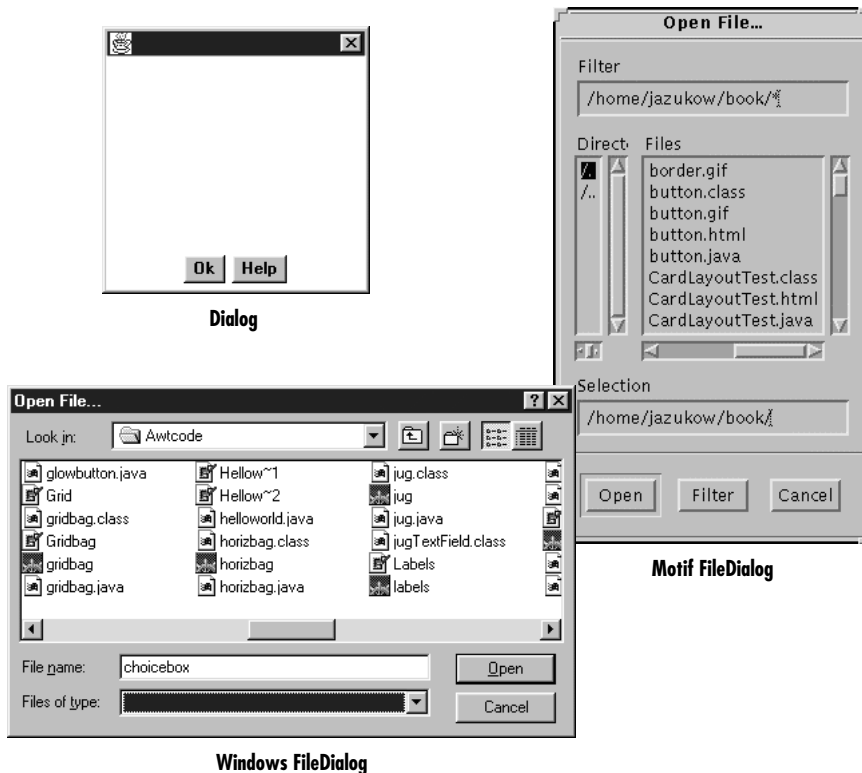 Ok Help
Dialog
Open File...
Filter
/home/jazukow/book/*
Direct Files
/.
/..
border.gif
button.class
button.gif
button.html
button.java
CardLayoutTest.class
CardLayoutTest.html
CardLayoutTest.java
Selection
/home/jazukow/book/
Open Filter Cancel
Motif FileDialog
Open File...
Look in: Awtcode
glowbutton.java Hellow~1 jug.class
Grid Hellow~2 jug
gridbag.class helloworld.java jug.java
Gridbag horizbag.class jugTextField.class
gridbag horizbag Labels
gridbag.java horizbag.java labels
File name: choicebox Open
Files of type: Cancel
Windows FileDialog